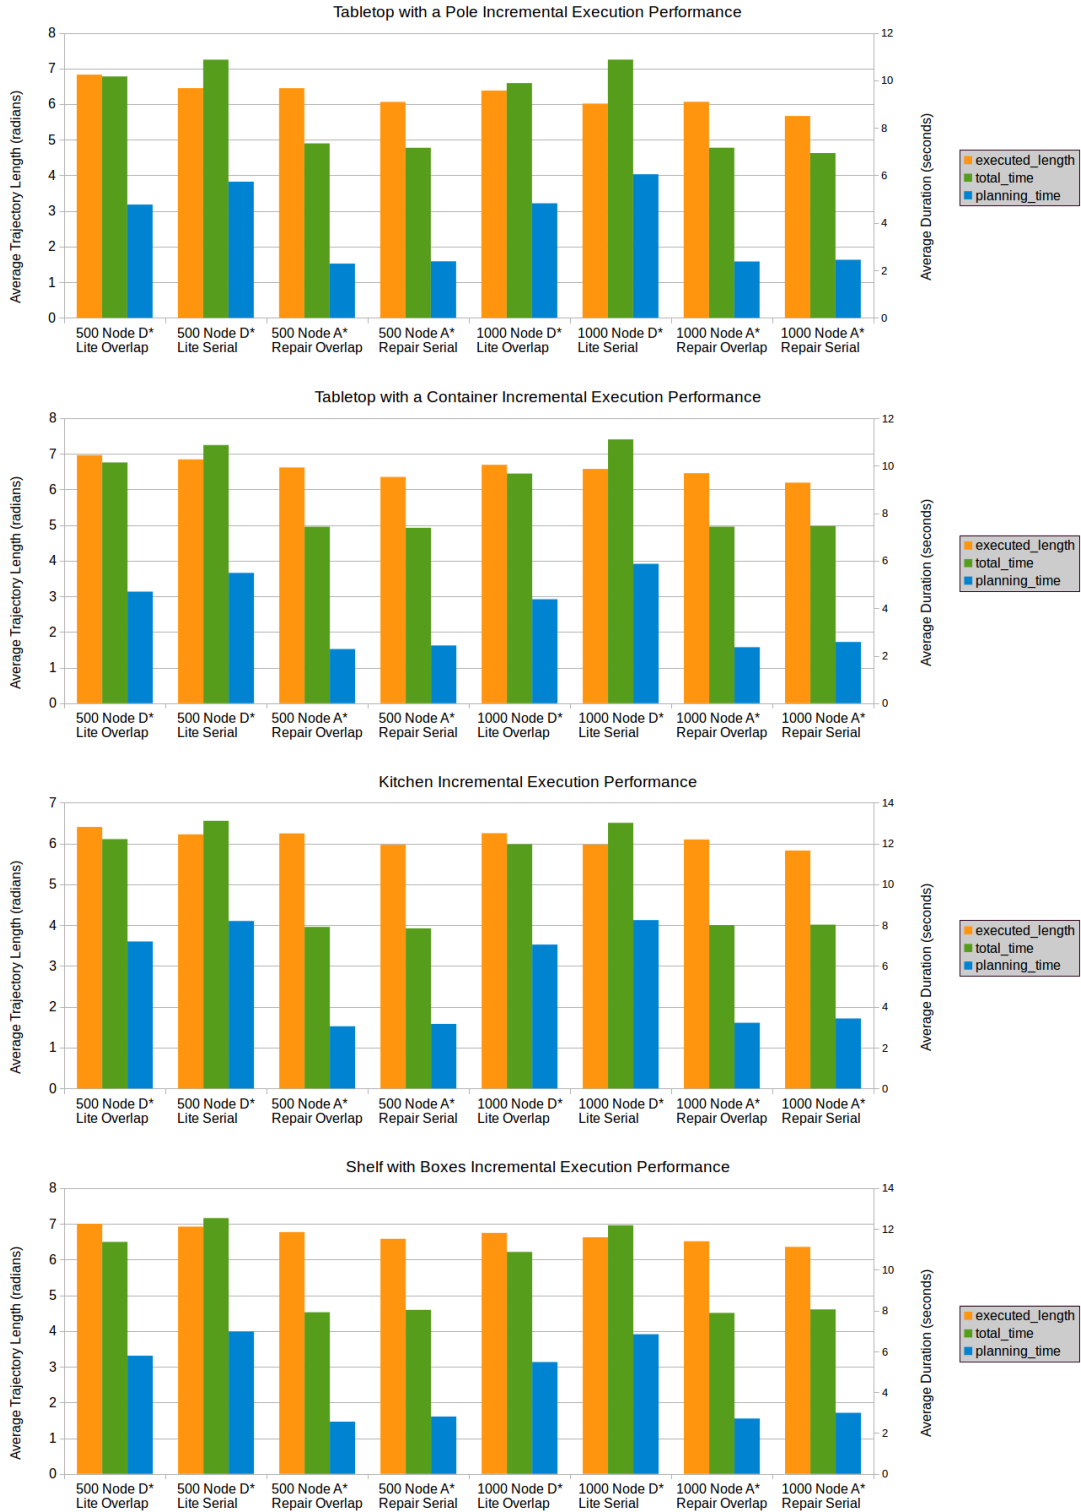 Tabletop with a Pole Incremental Execution Performance
8
7
6
5
4
3
2
1
0
12
10
8
6
4
2
0
Average Trajectory Length (radians)
Average Duration (seconds)
executed_length
total_time
planning_time
500 Node D* Lite Overlap
500 Node D* Lite Serial
500 Node A* Repair Overlap
500 Node A* Repair Serial
1000 Node D* Lite Overlap
1000 Node D* Lite Serial
1000 Node A* Repair Overlap
1000 Node A* Repair Serial
Tabletop with a Container Incremental Execution Performance
8
7
6
5
4
3
2
1
0
12
10
8
6
4
2
0
Average Trajectory Length (radians)
Average Duration (seconds)
executed_length
total_time
planning_time
500 Node D* Lite Overlap
500 Node D* Lite Serial
500 Node A* Repair Overlap
500 Node A* Repair Serial
1000 Node D* Lite Overlap
1000 Node D* Lite Serial
1000 Node A* Repair Overlap
1000 Node A* Repair Serial
Kitchen Incremental Execution Performance
7
6
5
4
3
2
1
0
14
12
10
8
6
4
2
0
Average Trajectory Length (radians)
Average Duration (seconds)
executed_length
total_time
planning_time
500 Node D* Lite Overlap
500 Node D* Lite Serial
500 Node A* Repair Overlap
500 Node A* Repair Serial
1000 Node D* Lite Overlap
1000 Node D* Lite Serial
1000 Node A* Repair Overlap
1000 Node A* Repair Serial
Shelf with Boxes Incremental Execution Performance
8
7
6
5
4
3
2
1
0
14
12
10
8
6
4
2
0
Average Trajectory Length (radians)
Average Duration (seconds)
executed_length
total_time
planning_time
500 Node D* Lite Overlap
500 Node D* Lite Serial
500 Node A* Repair Overlap
500 Node A* Repair Serial
1000 Node D* Lite Overlap
1000 Node D* Lite Serial
1000 Node A* Repair Overlap
1000 Node A* Repair Serial